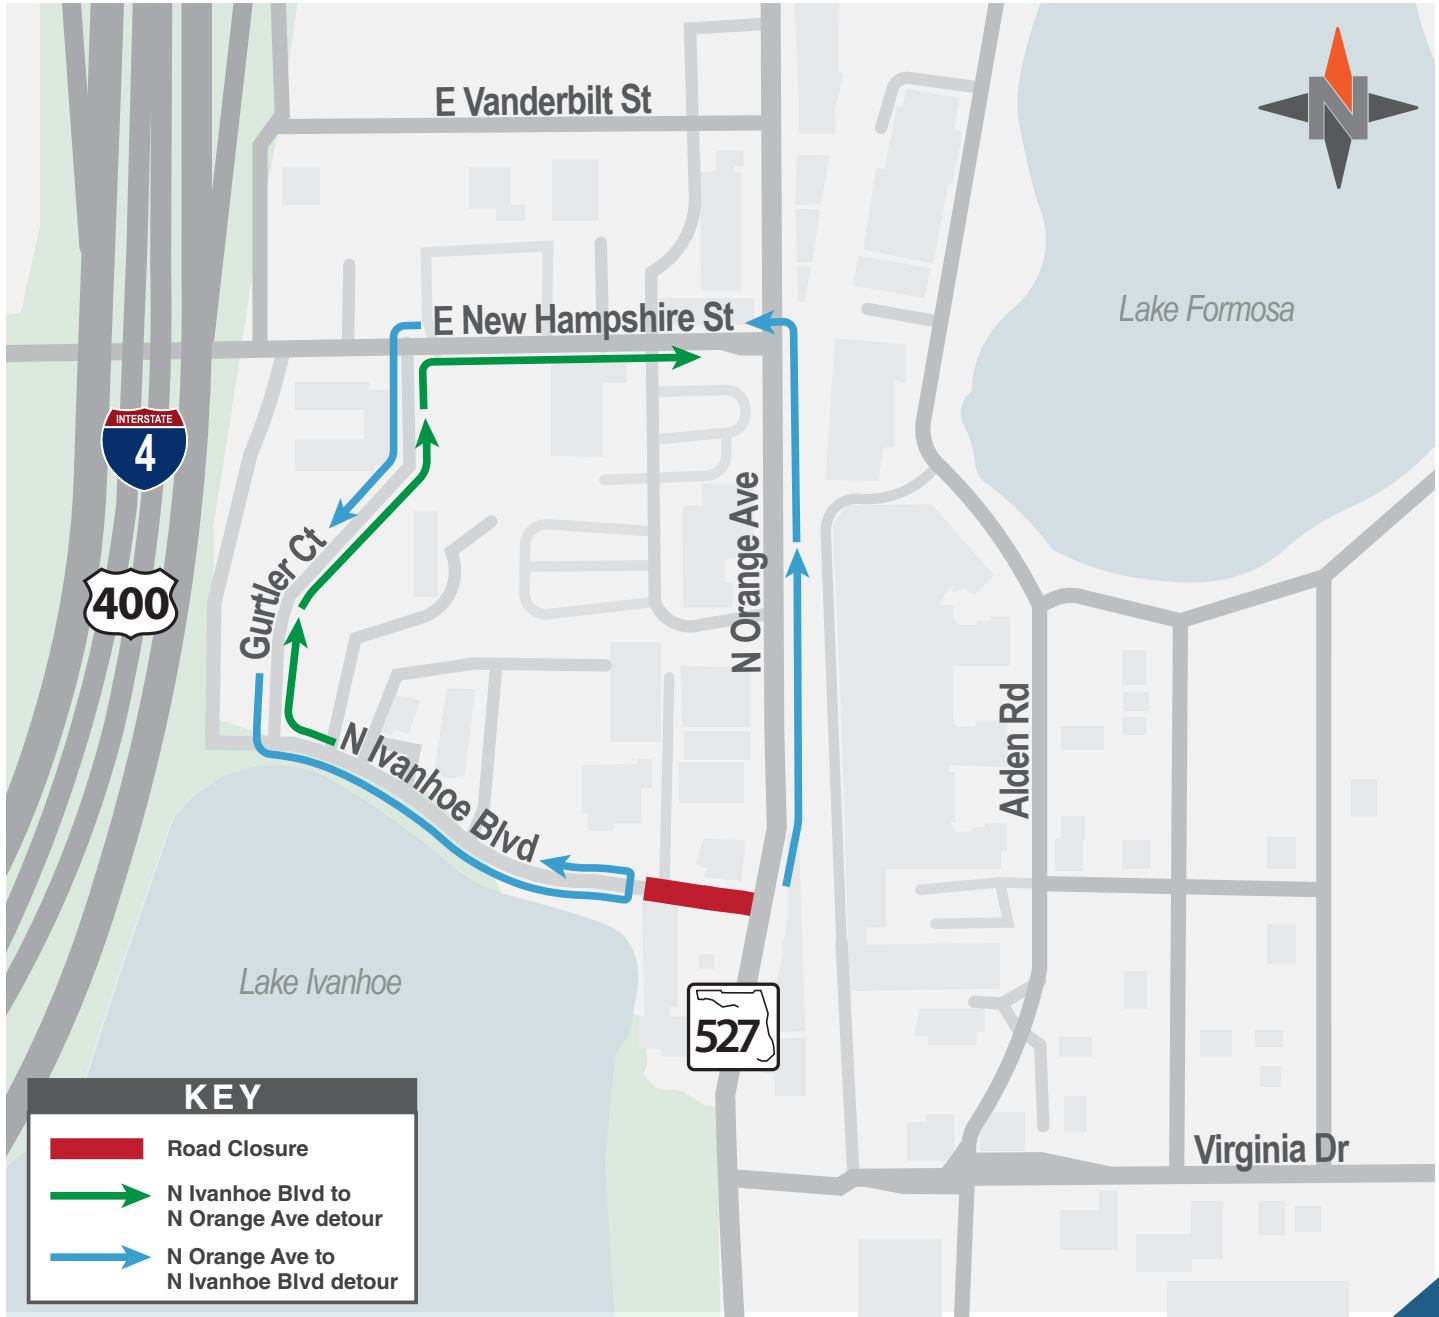 E Vanderbilt St
N
Lake Formosa
E New Hampshire St
INTERSTATE
4
400
Gurtler Ct
N Orange Ave
Alden Rd
N Ivanhoe Blvd
Lake Ivanhoe
527
Virginia Dr
KEY
Road Closure
N Ivanhoe Blvd to
N Orange Ave detour
N Orange Ave to
N Ivanhoe Blvd detour